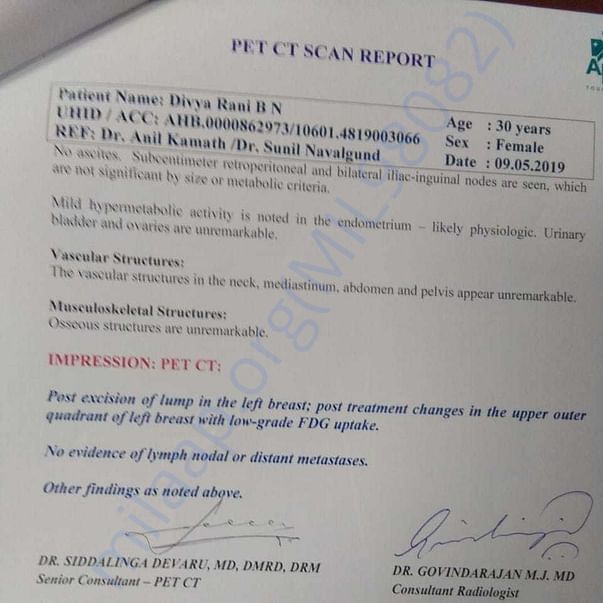 PET CT SCAN REPORT
Patient Name: Divya Rani B N
UHID / ACC: AHB.0000862973/10601.4819003066
REF: Dr. Anil Kamath /Dr. Sunil Navalgund
Age : 30 years
Sex : Female
Date : 09.05.2019
No ascites. Subcentimeter retroperitoneal and bilateral iliac-inguinal nodes are seen, which
are not significant by size or metabolic criteria.
Mild hypermetabolic activity is noted in the endometrium – likely physiologic. Urinary
bladder and ovaries are unremarkable.
Vascular Structures:
The vascular structures in the neck, mediastinum, abdomen and pelvis appear unremarkable.
Musculoskeletal Structures:
Osseous structures are unremarkable.
IMPRESSION: PET CT:
Post excision of lump in the left breast; post treatment changes in the upper outer
quadrant of left breast with low-grade FDG uptake.
No evidence of lymph nodal or distant metastases.
Other findings as noted above.
DR. SIDDALINGA DEVARU, MD, DMRD, DRM
Senior Consultant – PET CT
DR. GOVINDARAJAN M.J. MD
Consultant Radiologist
milaap.org(MIL98082)